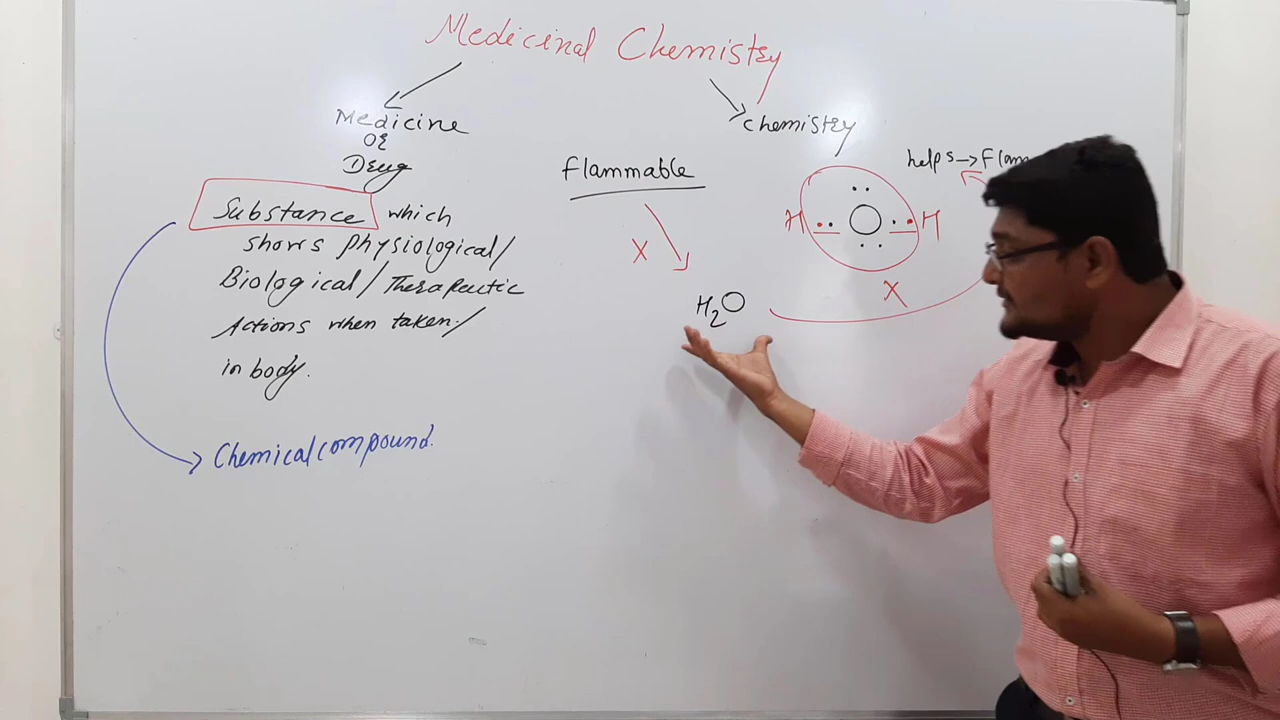 Medicinal Chemistry
Medicine
OR
Drug
Substance which
shows physiological/
Biological/Therapeutic
Actions when taken/
in body.
Chemical compound.
chemistry
flammable
helps→
H O H
X
X
H2O